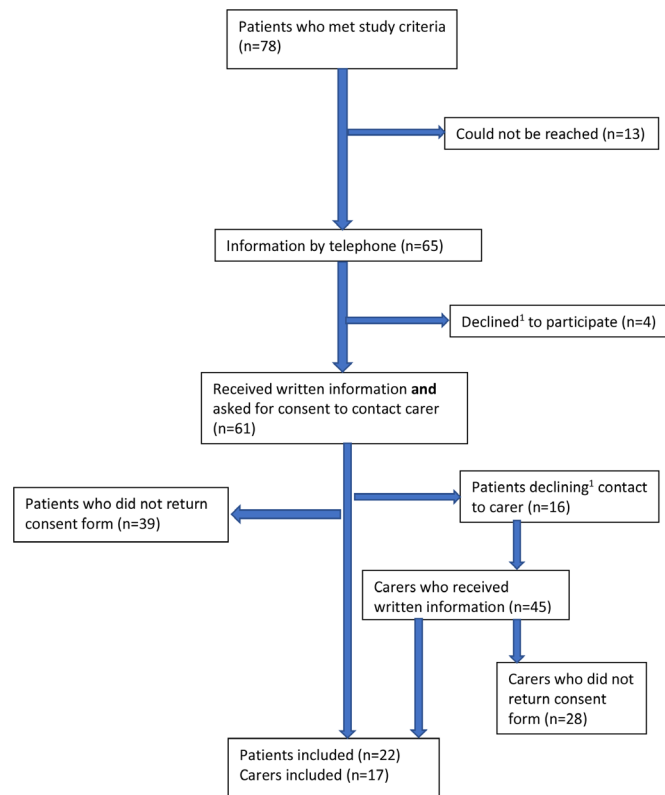 Patients who met study criteria
(n=78)
Could not be reached (n=13)
Information by telephone (n=65)
Declined¹ to participate (n=4)
Received written information and
asked for consent to contact carer
(n=61)
Patients who did not return
consent form (n=39)
Patients declining¹ contact
to carer (n=16)
Carers who received
written information (n=45)
Carers who did not
return consent
form (n=28)
Patients included (n=22)
Carers included (n=17)